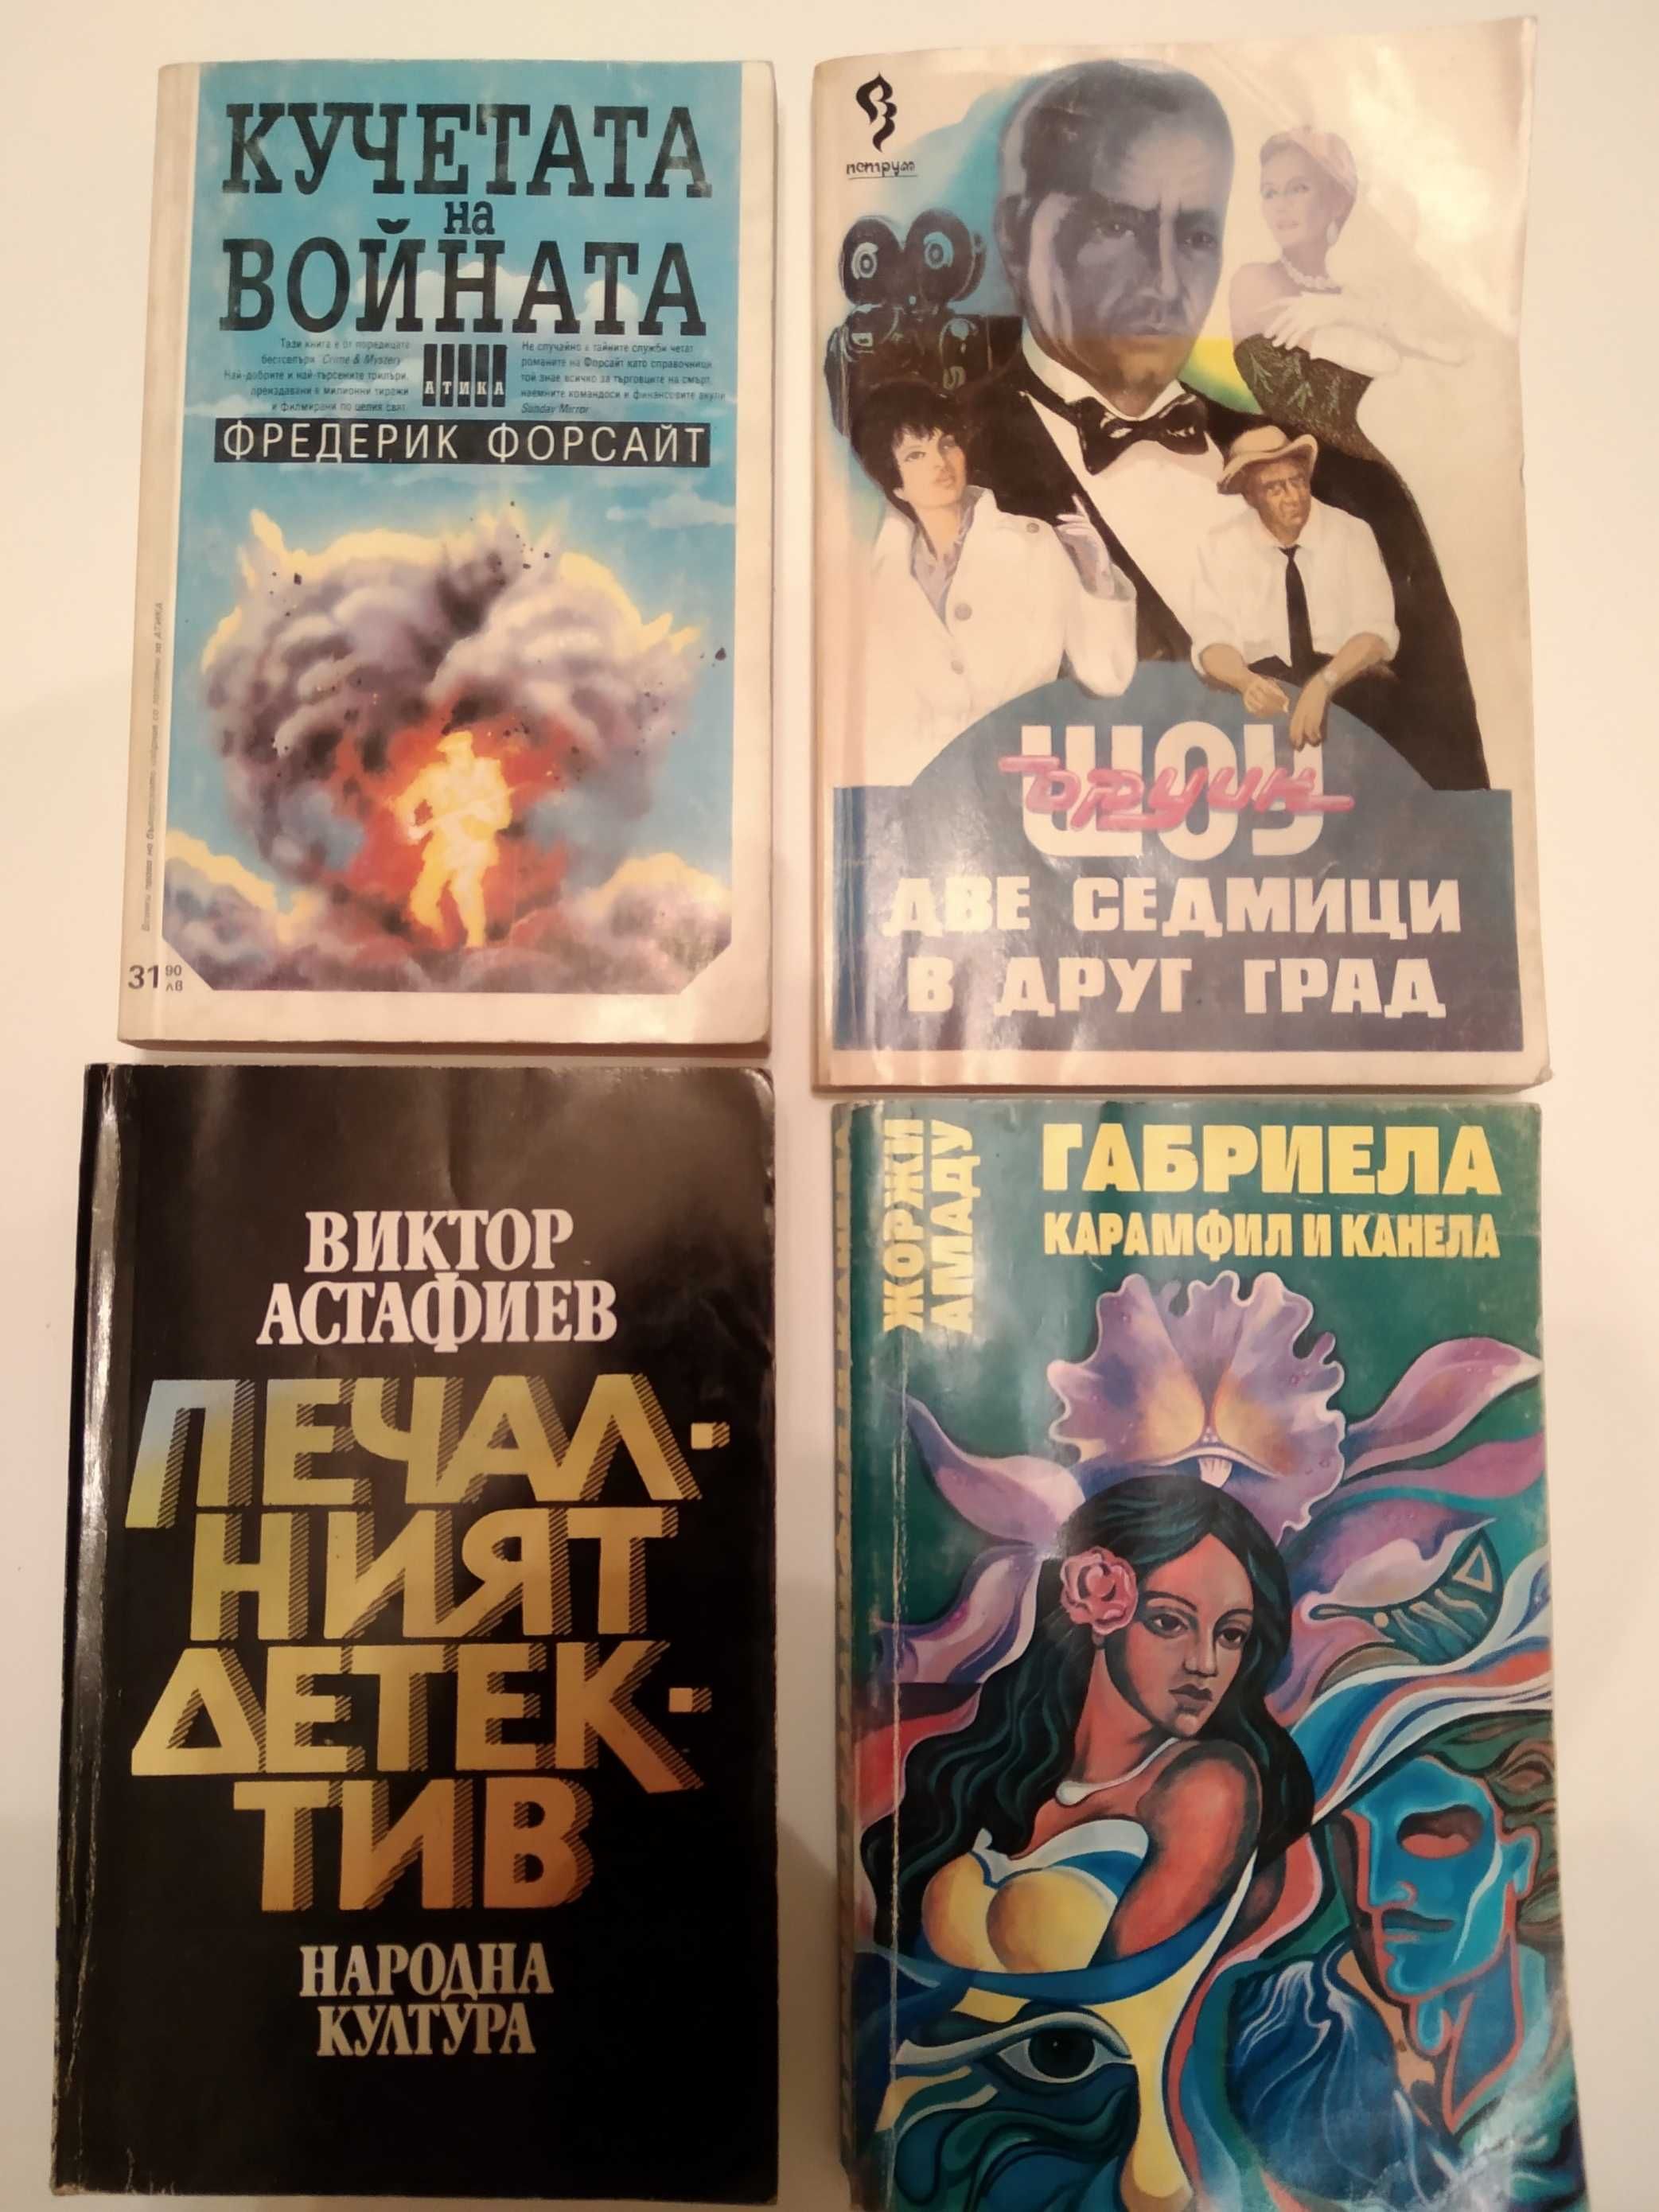 КУЧЕТАТА
на
ВОЙНАТА
Тази книга е от поредиците
бестселъри Crime & Mystery
Най-добрите и най-търсените трилъри,
преиздавани в милионни тиражи
и филмирани по целия свят.
АТИКА
Не случайно в тайните служби четат
романите на Форсайт като справочници
той знае всичко за търговците на смърт,
наемните командоси и финансовите акули
Sunday Mirror
ФРЕДЕРИК ФОРСАЙТ
31 90
ЛВ
петрум
ШОУ
ЪРУИН
ДВЕ СЕДМИЦИ
В ДРУГ ГРАД
ВИКТОР
АСТАФИЕВ
ПЕЧАЛ-
НИЯТ
ДЕТЕК-
ТИВ
НАРОДНА
КУЛТУРА
ЖОРЖИ
АМАДУ
ГАБРИЕЛА
КАРАМФИЛ И КАНЕЛА